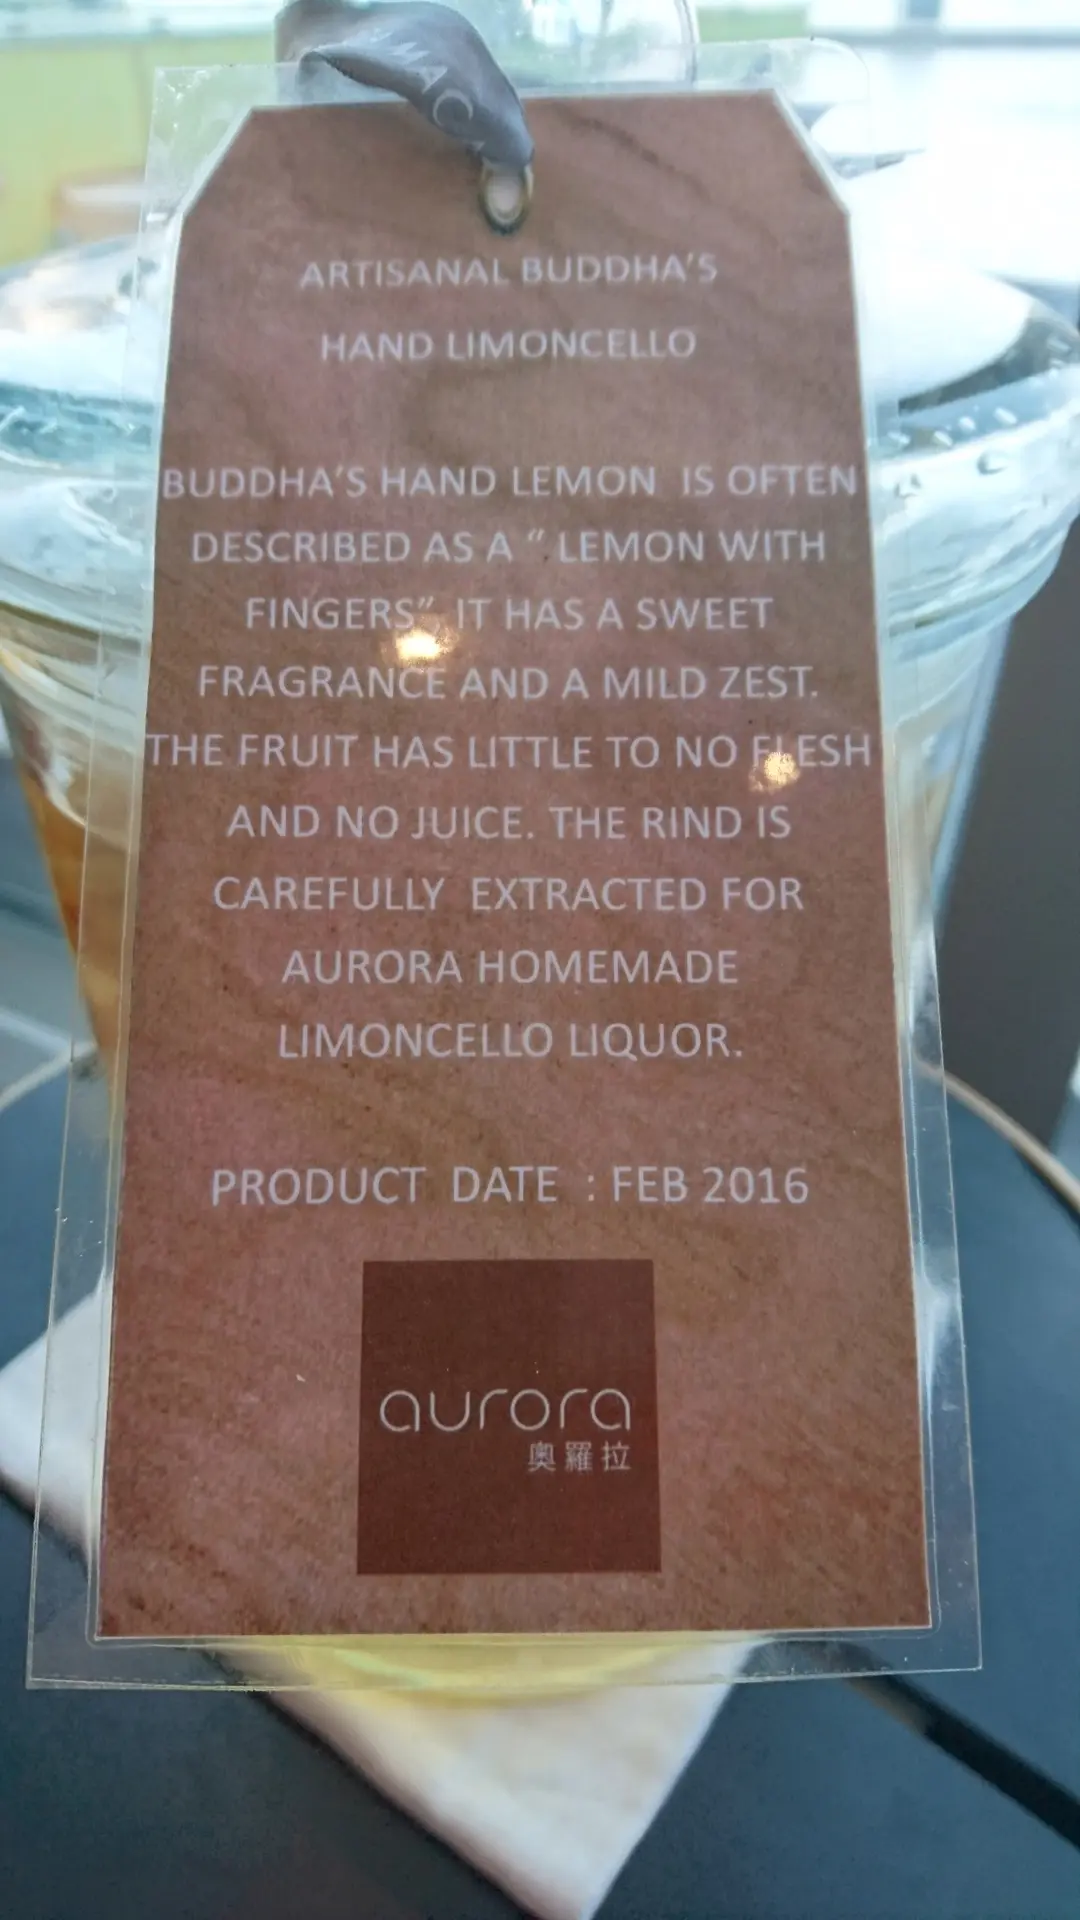 MAC
ARTISANAL BUDDHA'S
HAND LIMONCELLO
BUDDHA'S HAND LEMON IS OFTEN
DESCRIBED AS A " LEMON WITH
FINGERS", IT HAS A SWEET
FRAGRANCE AND A MILD ZEST.
THE FRUIT HAS LITTLE TO NO FLESH
AND NO JUICE. THE RIND IS
CAREFULLY EXTRACTED FOR
AURORA HOMEMADE
LIMONCELLO LIQUOR.
PRODUCT DATE : FEB 2016
aurora
奧羅拉